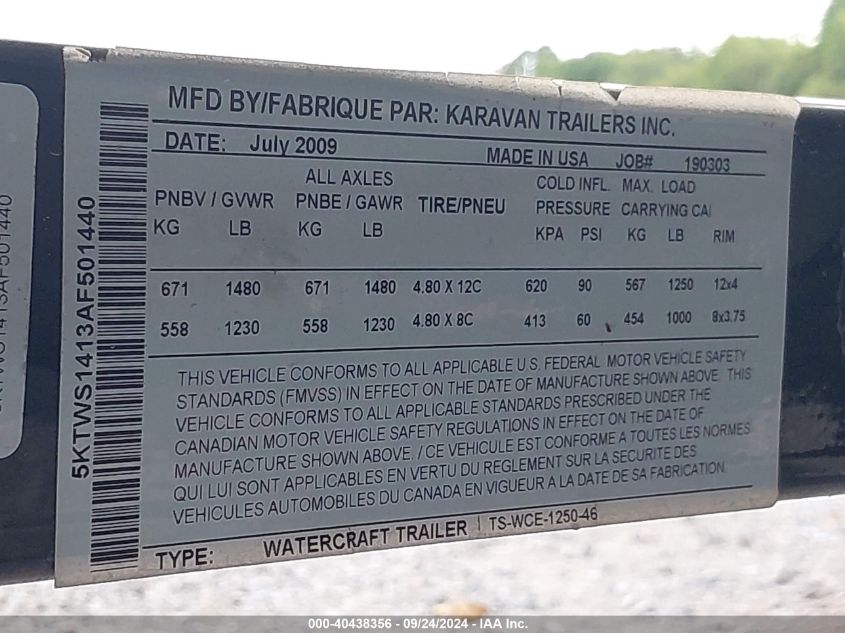 MFD BY/FABRIQUE PAR: KARAVAN TRAILERS INC.
DATE: July 2009 MADE IN USA JOB# 190303
ALL AXLES COLD INFL. MAX. LOAD
PNBV / GVWR PNBE / GAWR TIRE/PNEU PRESSURE CARRYING CA
KG LB KG LB KPA PSI KG LB RIM
671 1480 671 1480 4.80 X 12C 620 90 567 1250 12x4
558 1230 558 1230 4.80 X 8C 413 60 454 1000 8x3.75
THIS VEHICLE CONFORMS TO ALL APPLICABLE U.S. FEDERAL MOTOR VEHICLE SAFETY
STANDARDS (FMVSS) IN EFFECT ON THE DATE OF MANUFACTURE SHOWN ABOVE. THIS
VEHICLE CONFORMS TO ALL APPLICABLE STANDARDS PRESCRIBED UNDER THE
CANADIAN MOTOR VEHICLE SAFETY REGULATIONS IN EFFECT ON THE DATE OF
MANUFACTURE SHOWN ABOVE. / CE VEHICULE EST CONFORME A TOUTES LES NORMES
QUI LUI SONT APPLICABLES EN VERTU DU REGLEMENT SUR LA SECURITE DES
VEHICULES AUTOMOBILES DU CANADA EN VIGUEUR A LA DATE DE SA FABRICATION.
TYPE: WATERCRAFT TRAILER | TS-WCE-1250-46
5KTWS1413AF501440
5KTWS1413AF501440
000-40438356 - 09/24/2024 - IAA Inc.